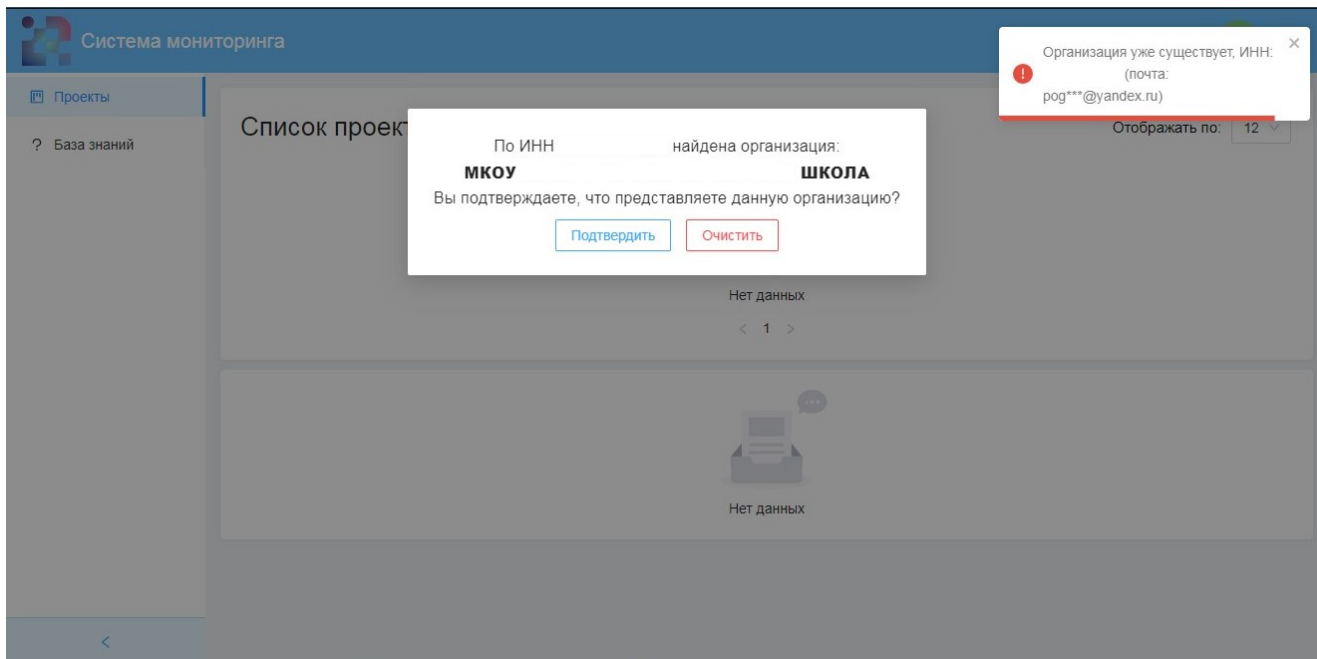 Система мониторинга
Организация уже существует, ИНН:
(почта:
pog***@yandex.ru)
Проекты
? База знаний
Список проект
Отображать по: 12
По ИНН найдена организация:
МКОУ ШКОЛА
Вы подтверждаете, что представляете данную организацию?
Подтвердить Очистить
Нет данных
< 1 >
Нет данных